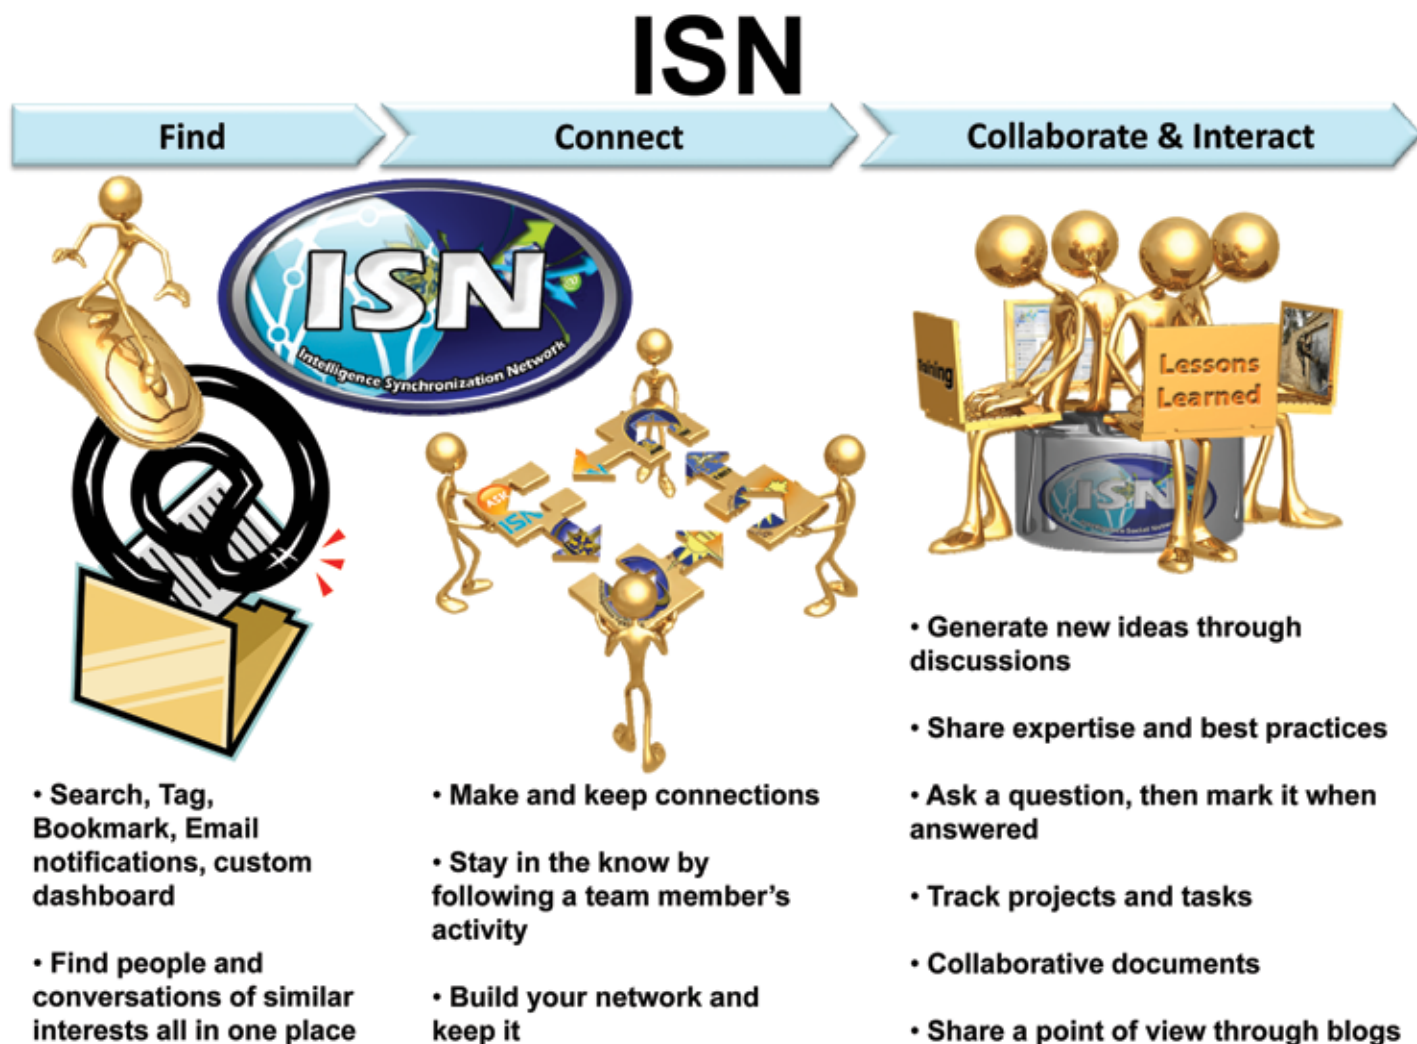 ISN
Find
Connect
Collaborate & Interact
ISN
Intelligence Synchronization Network
ASK
ISN
Lessons
Learned
ISN
• Search, Tag,
Bookmark, Email
notifications, custom
dashboard
• Find people and
conversations of similar
interests all in one place
• Make and keep connections
• Stay in the know by
following a team member’s
activity
• Build your network and
keep it
• Generate new ideas through
discussions
• Share expertise and best practices
• Ask a question, then mark it when
answered
• Track projects and tasks
• Collaborative documents
• Share a point of view through blogs